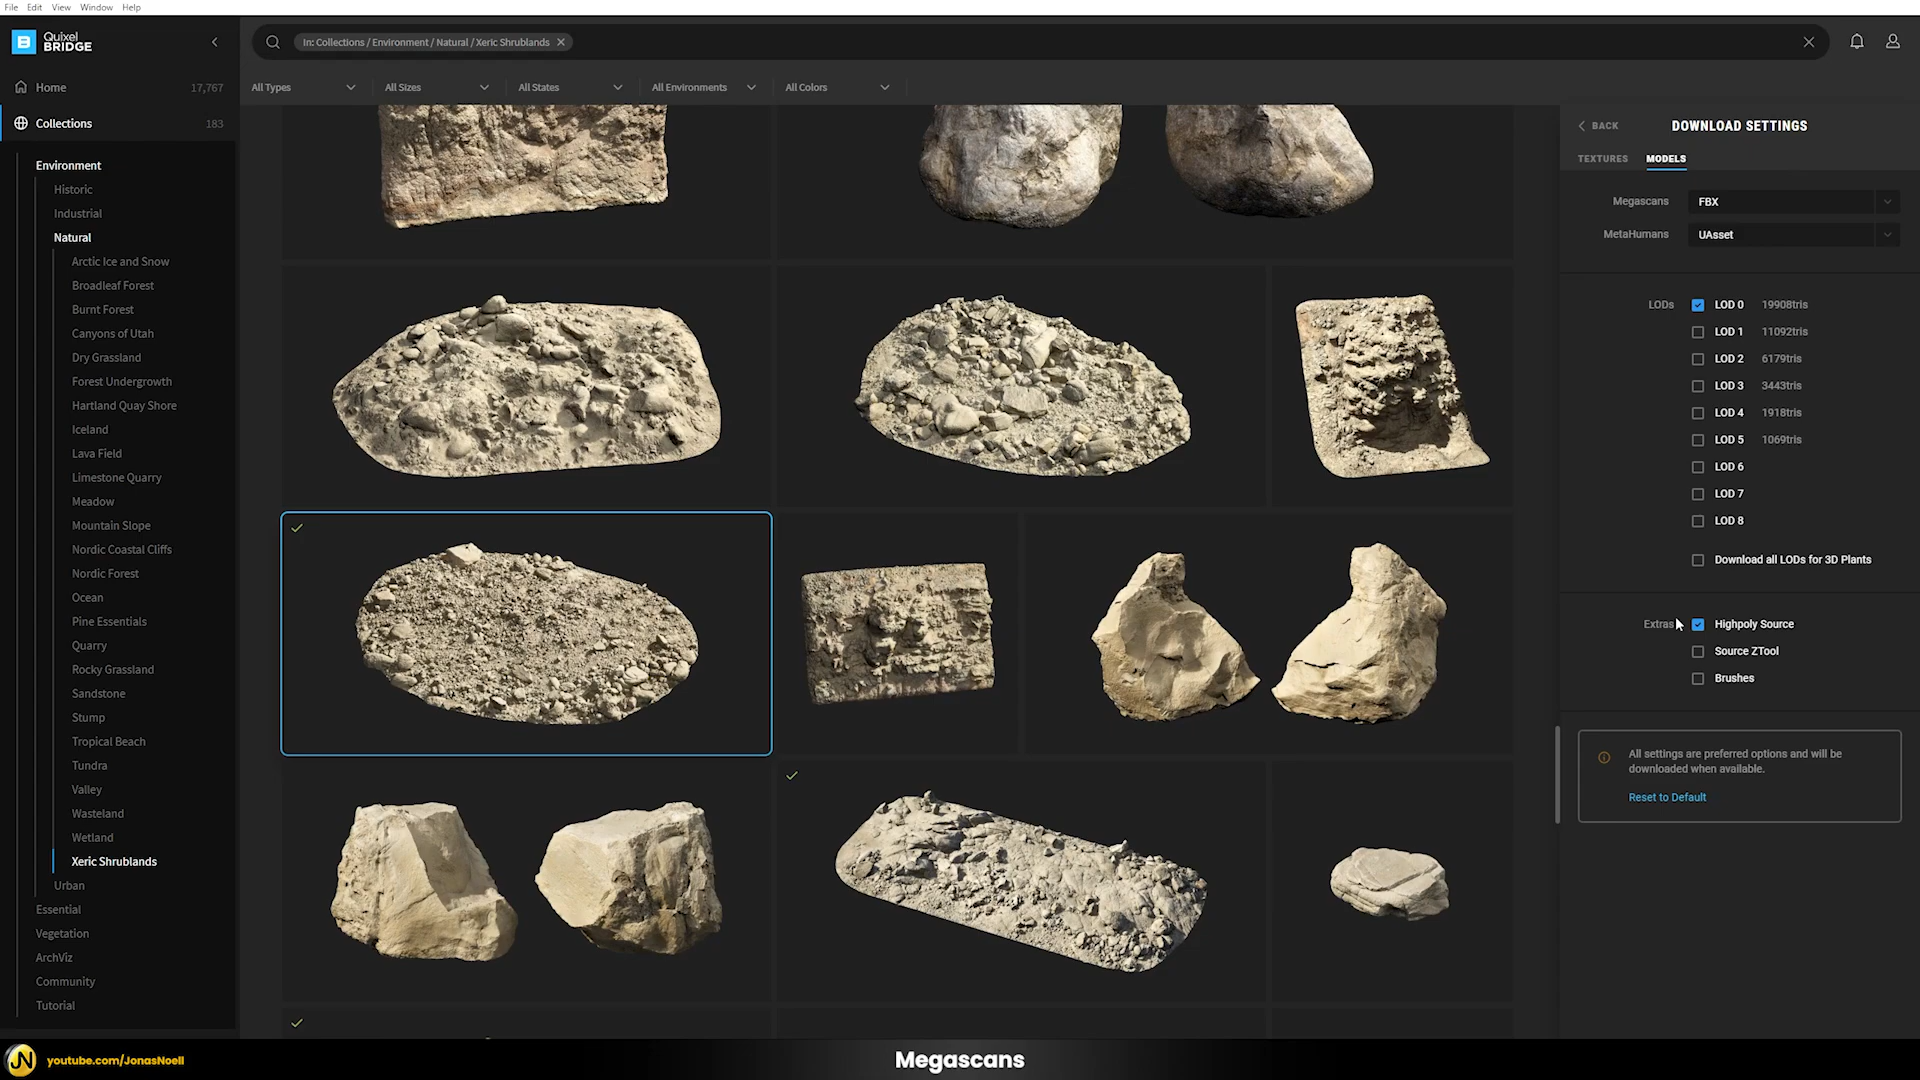 File Edit View Window Help
Quixel
BRIDGE
In: Collections / Environment / Natural / Xeric Shrublands
Home 17,767
All Types All Sizes All States All Environments All Colors
Collections 183
Environment
Historic
Industrial
Natural
Arctic Ice and Snow
Broadleaf Forest
Burnt Forest
Canyons of Utah
Dry Grassland
Forest Undergrowth
Hartland Quay Shore
Iceland
Lava Field
Limestone Quarry
Meadow
Mountain Slope
Nordic Coastal Cliffs
Nordic Forest
Ocean
Pine Essentials
Quarry
Rocky Grassland
Sandstone
Stump
Tropical Beach
Tundra
Valley
Wasteland
Wetland
Xeric Shrublands
Urban
Essential
Vegetation
ArchViz
Community
Tutorial
BACK DOWNLOAD SETTINGS
TEXTURES MODELS
Megascans FBX
MetaHumans UAsset
LODs LOD 0 19908tris
LOD 1 11092tris
LOD 2 6179tris
LOD 3 3443tris
LOD 4 1918tris
LOD 5 1069tris
LOD 6
LOD 7
LOD 8
Download all LODs for 3D Plants
Extras Highpoly Source
Source ZTool
Brushes
All settings are preferred options and will be
downloaded when available.
Reset to Default
JN youtube.com/JonasNoell
Megascans